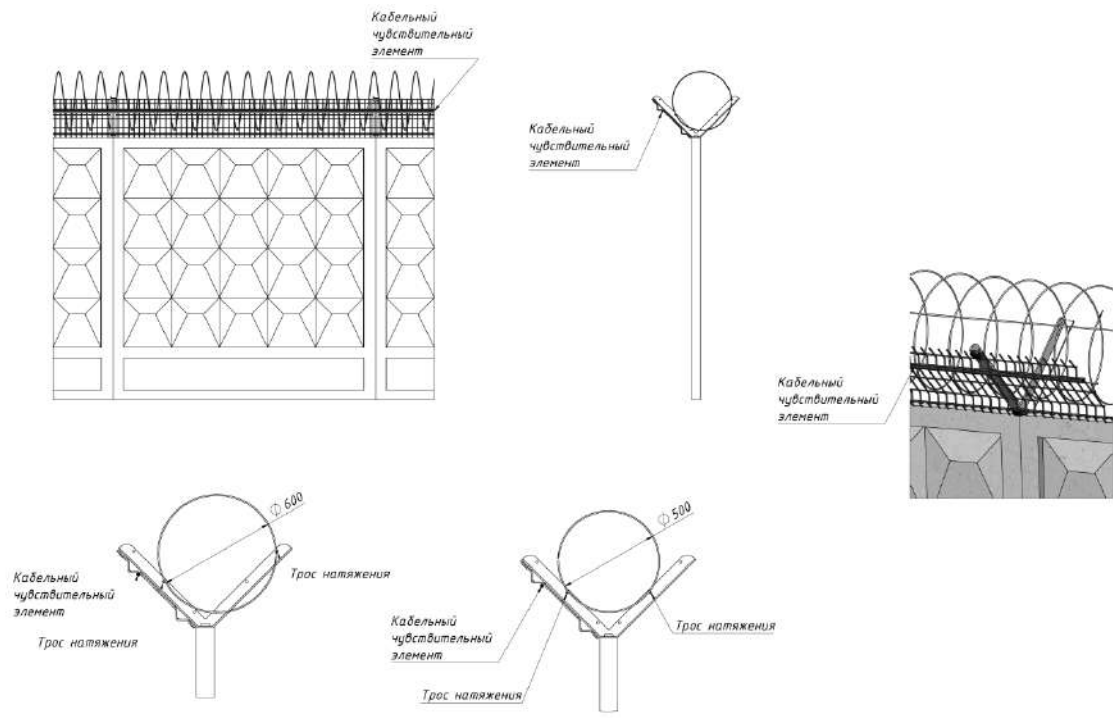 Кабельный
чувствительный
элемент
Кабельный
чувствительный
элемент
Кабельный
чувствительный
элемент
Ø 600
Трос натяжения
Кабельный
чувствительный
элемент
Трос натяжения
Ø 500
Кабельный
чувствительный
элемент
Трос натяжения
Трос натяжения